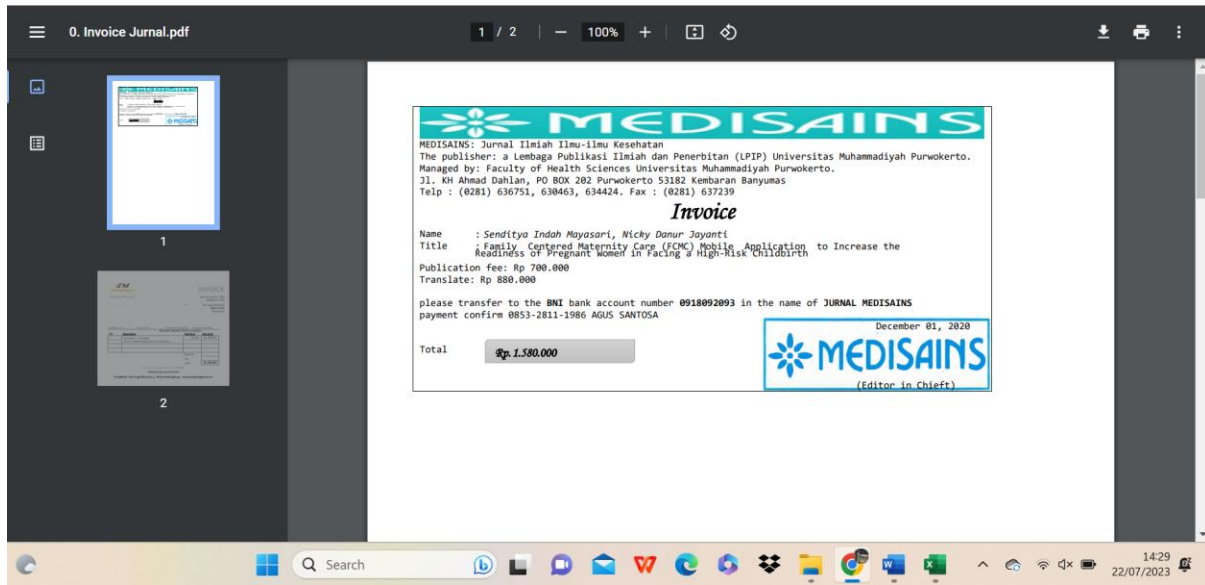 0. Invoice Jurnal.pdf
1 / 2
100%
MEDISAINS
MEDISAINS: Jurnal Ilmiah Ilmu-ilmu Kesehatan
The publisher: a Lembaga Publikasi Ilmiah dan Penerbitan (LPIP) Universitas Muhammadiyah Purwokerto.
Managed by: Faculty of Health Sciences Universitas Muhammadiyah Purwokerto.
Jl. KH Ahmad Dahlan, PO BOX 202 Purwokerto 53182 Kembaran Banyumas
Telp : (0281) 636751, 630463, 634424. Fax : (0281) 637239
Invoice
Name : Senditya Indah Mayasari, Nicky Danur Jayanti
Title : Family Centered Maternity Care (FCMC) Mobile Application to Increase the
Readiness of Pregnant Women in Facing a High-Risk Childbirth
Publication fee: Rp 700.000
Translate: Rp 880.000
please transfer to the BNI bank account number 0918092093 in the name of JURNAL MEDISAINS
payment confirm 0853-2811-1986 AGUS SANTOSA
December 01, 2020
Total Rp. 1.580.000
MEDISAINS
(Editor in Chieft)
1
INVOICE
2
Search
14:29
22/07/2023